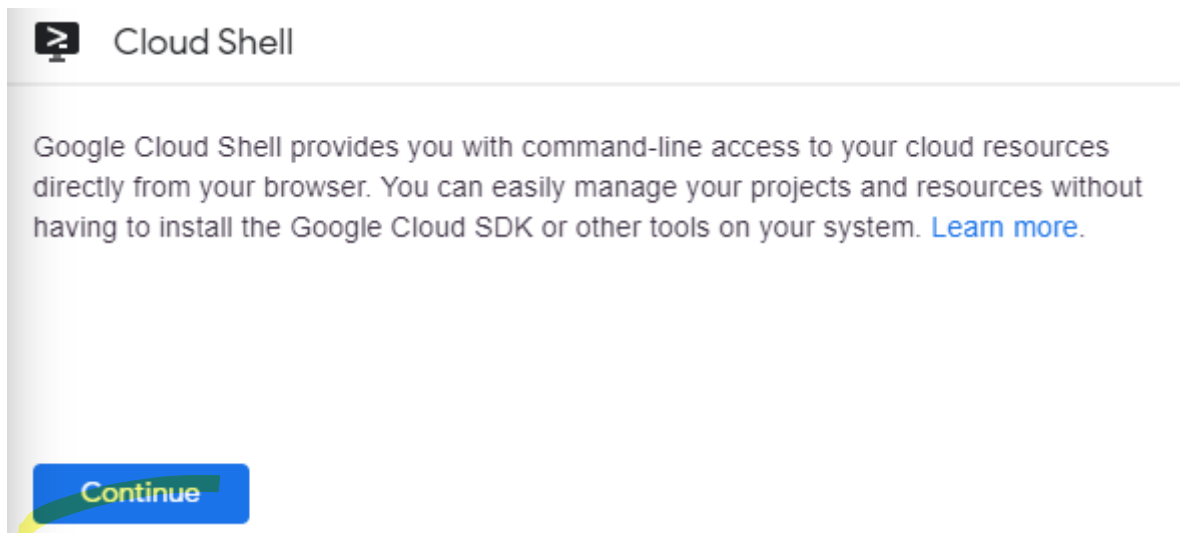 Cloud Shell
Google Cloud Shell provides you with command-line access to your cloud resources
directly from your browser. You can easily manage your projects and resources without
having to install the Google Cloud SDK or other tools on your system. Learn more.
Continue